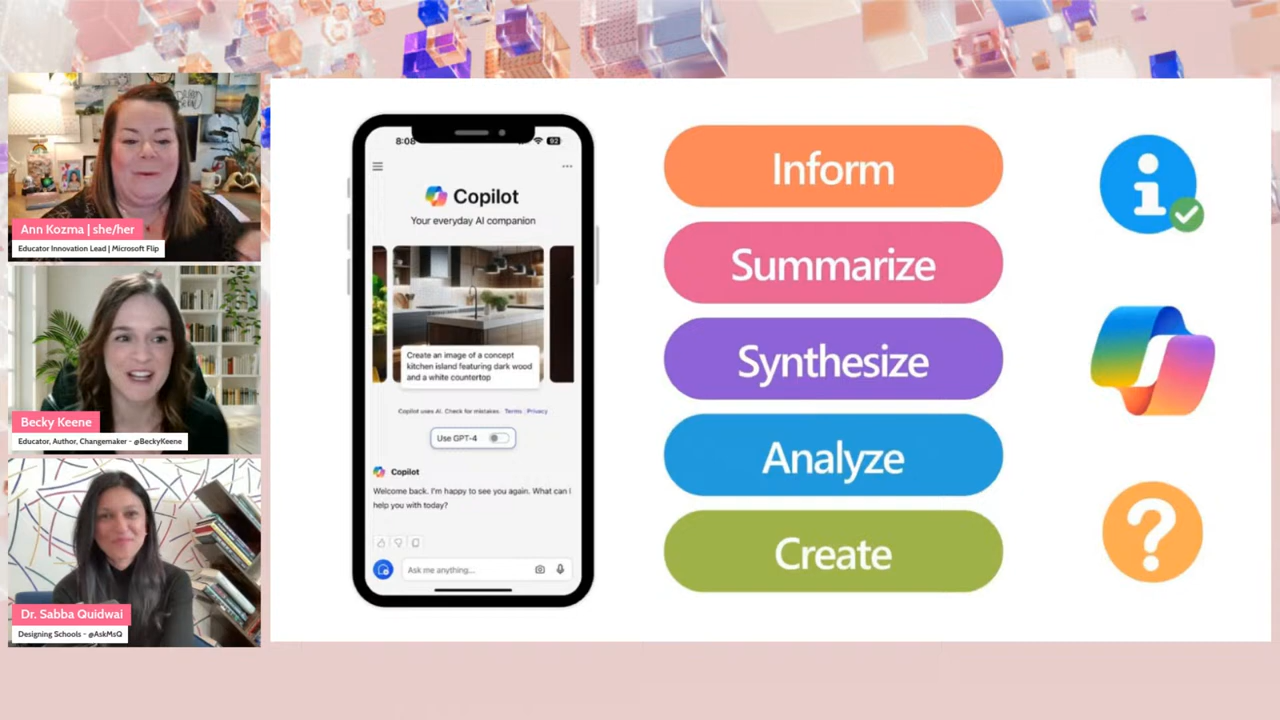 Ann Kozma | she/her
Educator Innovation Lead | Microsoft Flip
Becky Keene
Educator, Author, Changemaker - @BeckyKeene
Dr. Sabba Quidwai
Designing Schools - @AskMsQ
8:08
92
Copilot
Your everyday AI companion
Create an image of a concept
kitchen island featuring dark wood
and a white countertop
Copilot uses AI. Check for mistakes. Terms Privacy
Use GPT-4
Copilot
Welcome back. I'm happy to see you again. What can I
help you with today?
Ask me anything...
Inform
Summarize
Synthesize
Analyze
Create
i
?